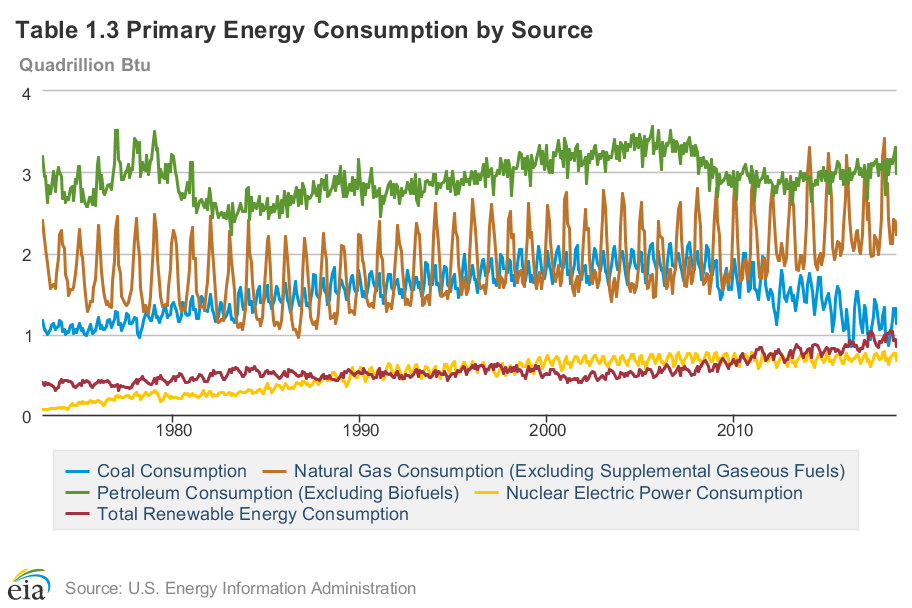 Table 1.3 Primary Energy Consumption by Source
Quadrillion Btu
4
3
2
1
0
1980 1990 2000 2010
Coal Consumption Natural Gas Consumption (Excluding Supplemental Gaseous Fuels)
Petroleum Consumption (Excluding Biofuels) Nuclear Electric Power Consumption
Total Renewable Energy Consumption
eia Source: U.S. Energy Information Administration